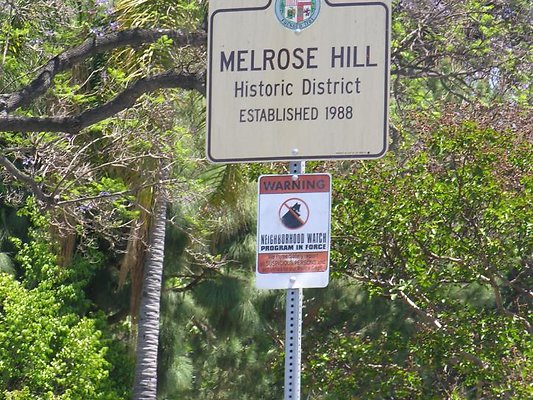 MELROSE HILL
Historic District
ESTABLISHED 1988
WARNING
NEIGHBORHOOD WATCH
PROGRAM IN FORCE